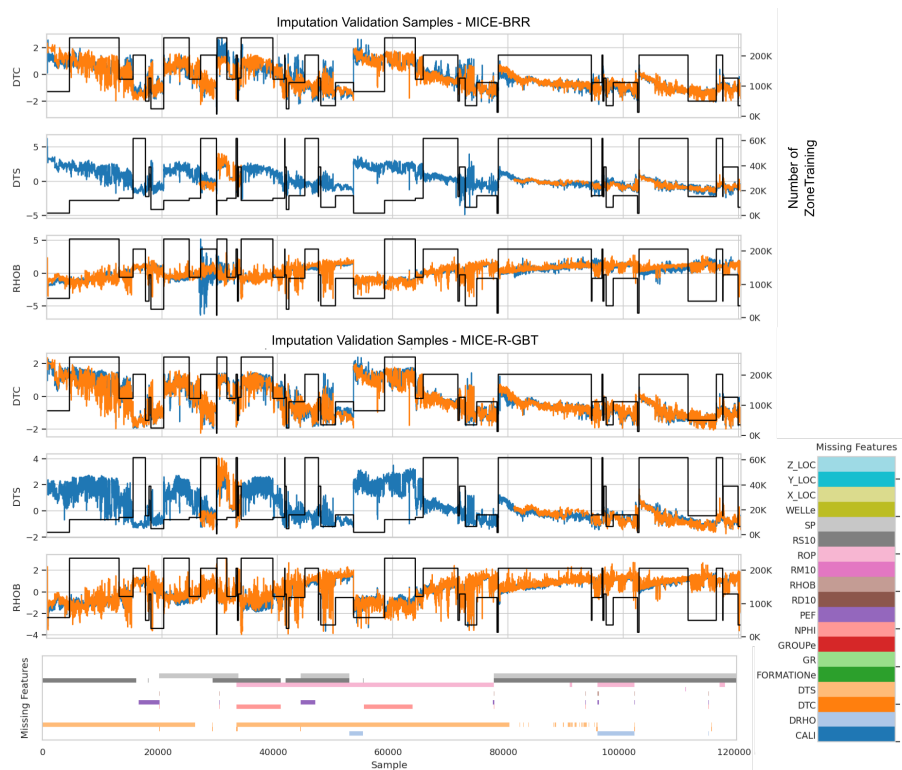 Imputation Validation Samples - MICE-BRR
DTC
2
0
−2
200K
100K
0K
DTS
5
0
−5
60K
40K
20K
0K
RHOB
5
0
−5
200K
100K
0K
Number of
ZoneTraining
Imputation Validation Samples - MICE-R-GBT
DTC
2
0
−2
200K
100K
0K
DTS
4
2
0
−2
60K
40K
20K
0K
RHOB
2
0
−2
−4
200K
100K
0K
Missing Features
0
20000
40000
60000
80000
100000
120000
Sample
Missing Features
Z_LOC
Y_LOC
X_LOC
WELLe
SP
RS10
ROP
RM10
RHOB
RD10
PEF
NPHI
GROUPe
GR
FORMATIONe
DTS
DTC
DRHO
CALI